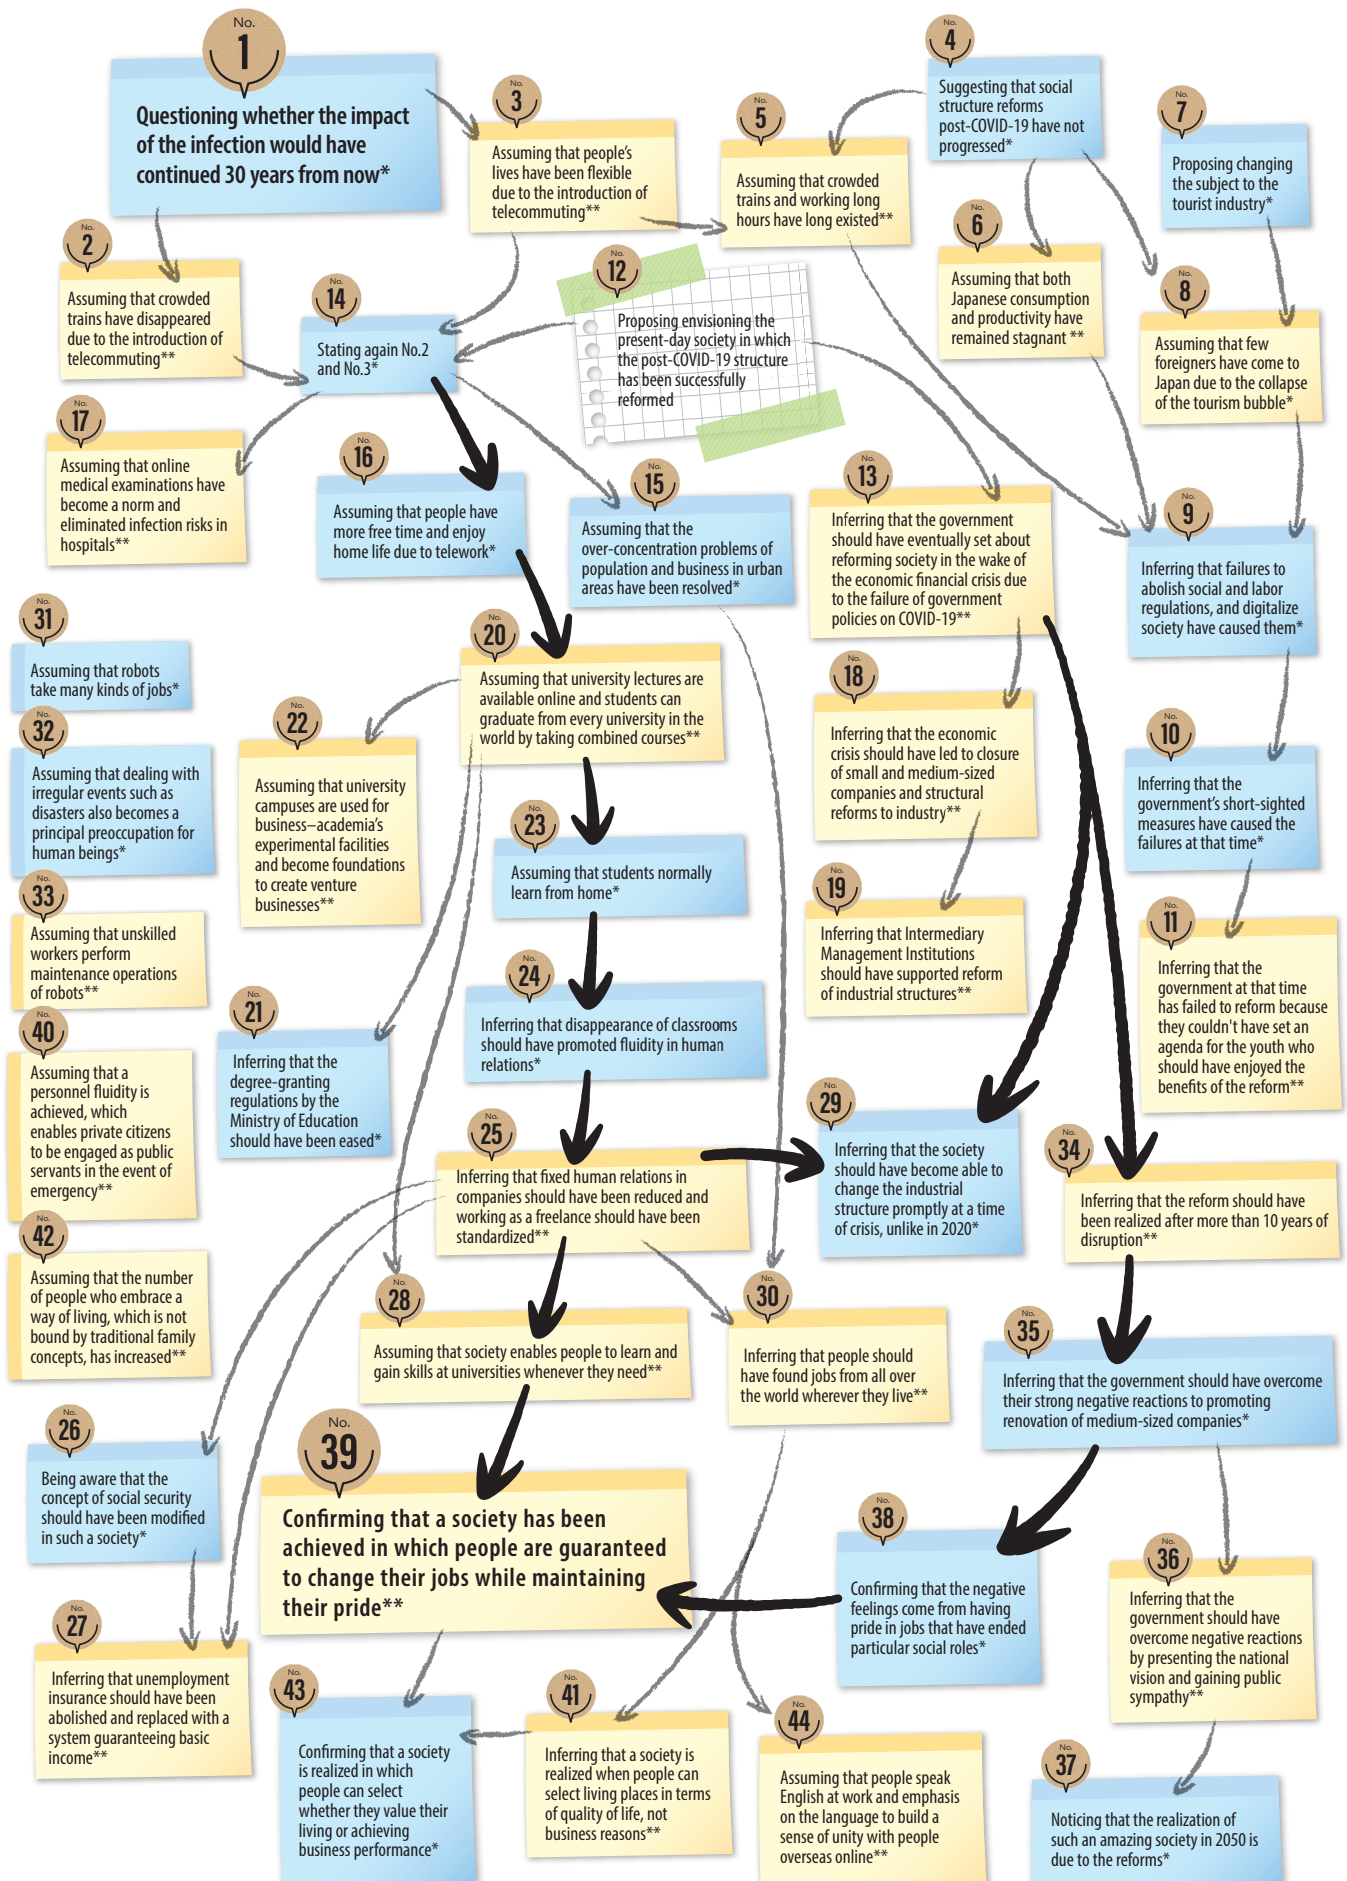 No.
1
Questioning whether the impact
of the infection would have
continued 30 years from now*
No.
2
Assuming that crowded
trains have disappeared
due to the introduction of
telecommuting**
No.
3
Assuming that people's
lives have been flexible
due to the introduction of
telecommuting**
No.
4
Suggesting that social
structure reforms
post-COVID-19 have not
progressed*
No.
5
Assuming that crowded
trains and working long
hours have long existed**
No.
6
Assuming that both
Japanese consumption
and productivity have
remained stagnant **
No.
7
Proposing changing
the subject to the
tourist industry*
No.
8
Assuming that few
foreigners have come to
Japan due to the collapse
of the tourism bubble*
No.
12
Proposing envisioning the
present-day society in which
the post-COVID-19 structure
has been successfully
reformed
No.
14
Stating again No.2
and No.3*
No.
17
Assuming that online
medical examinations have
become a norm and
eliminated infection risks in
hospitals**
No.
16
Assuming that people have
more free time and enjoy
home life due to telework*
No.
15
Assuming that the
over-concentration problems of
population and business in urban
areas have been resolved*
No.
13
Inferring that the government
should have eventually set about
reforming society in the wake of
the economic financial crisis due
to the failure of government
policies on COVID-19**
No.
9
Inferring that failures to
abolish social and labor
regulations, and digitalize
society have caused them*
No.
31
Assuming that robots
take many kinds of jobs*
No.
32
Assuming that dealing with
irregular events such as
disasters also becomes a
principal preoccupation for
human beings*
No.
33
Assuming that unskilled
workers perform
maintenance operations
of robots**
No.
40
Assuming that a
personnel fluidity is
achieved, which
enables private citizens
to be engaged as public
servants in the event of
emergency**
No.
42
Assuming that the number
of people who embrace a
way of living, which is not
bound by traditional family
concepts, has increased**
No.
20
Assuming that university lectures are
available online and students can
graduate from every university in the
world by taking combined courses**
No.
22
Assuming that university
campuses are used for
business–academia's
experimental facilities
and become foundations
to create venture
businesses**
No.
18
Inferring that the economic
crisis should have led to closure
of small and medium-sized
companies and structural
reforms to industry**
No.
10
Inferring that the
government's short-sighted
measures have caused the
failures at that time*
No.
23
Assuming that students normally
learn from home*
No.
19
Inferring that Intermediary
Management Institutions
should have supported reform
of industrial structures**
No.
11
Inferring that the
government at that time
has failed to reform because
they couldn't have set an
agenda for the youth who
should have enjoyed the
benefits of the reform**
No.
24
Inferring that disappearance of classrooms
should have promoted fluidity in human
relations*
No.
21
Inferring that the
degree-granting
regulations by the
Ministry of Education
should have been eased*
No.
25
Inferring that fixed human relations in
companies should have been reduced and
working as a freelance should have been
standardized**
No.
29
Inferring that the society
should have become able to
change the industrial
structure promptly at a time
of crisis, unlike in 2020*
No.
34
Inferring that the reform should have
been realized after more than 10 years of
disruption**
No.
28
Assuming that society enables people to learn and
gain skills at universities whenever they need**
No.
30
Inferring that people should
have found jobs from all over
the world wherever they live**
No.
35
Inferring that the government should have overcome
their strong negative reactions to promoting
renovation of medium-sized companies*
No.
26
Being aware that the
concept of social security
should have been modified
in such a society*
No.
39
Confirming that a society has been
achieved in which people are guaranteed
to change their jobs while maintaining
their pride**
No.
38
Confirming that the negative
feelings come from having
pride in jobs that have ended
particular social roles*
No.
36
Inferring that the
government should have
overcome negative reactions
by presenting the national
vision and gaining public
sympathy**
No.
27
Inferring that unemployment
insurance should have been
abolished and replaced with a
system guaranteeing basic
income**
No.
43
Confirming that a society
is realized in which
people can select
whether they value their
living or achieving
business performance*
No.
41
Inferring that a society is
realized when people can
select living places in terms
of quality of life, not
business reasons**
No.
44
Assuming that people speak
English at work and emphasis
on the language to build a
sense of unity with people
overseas online**
No.
37
Noticing that the realization of
such an amazing society in 2050 is
due to the reforms*